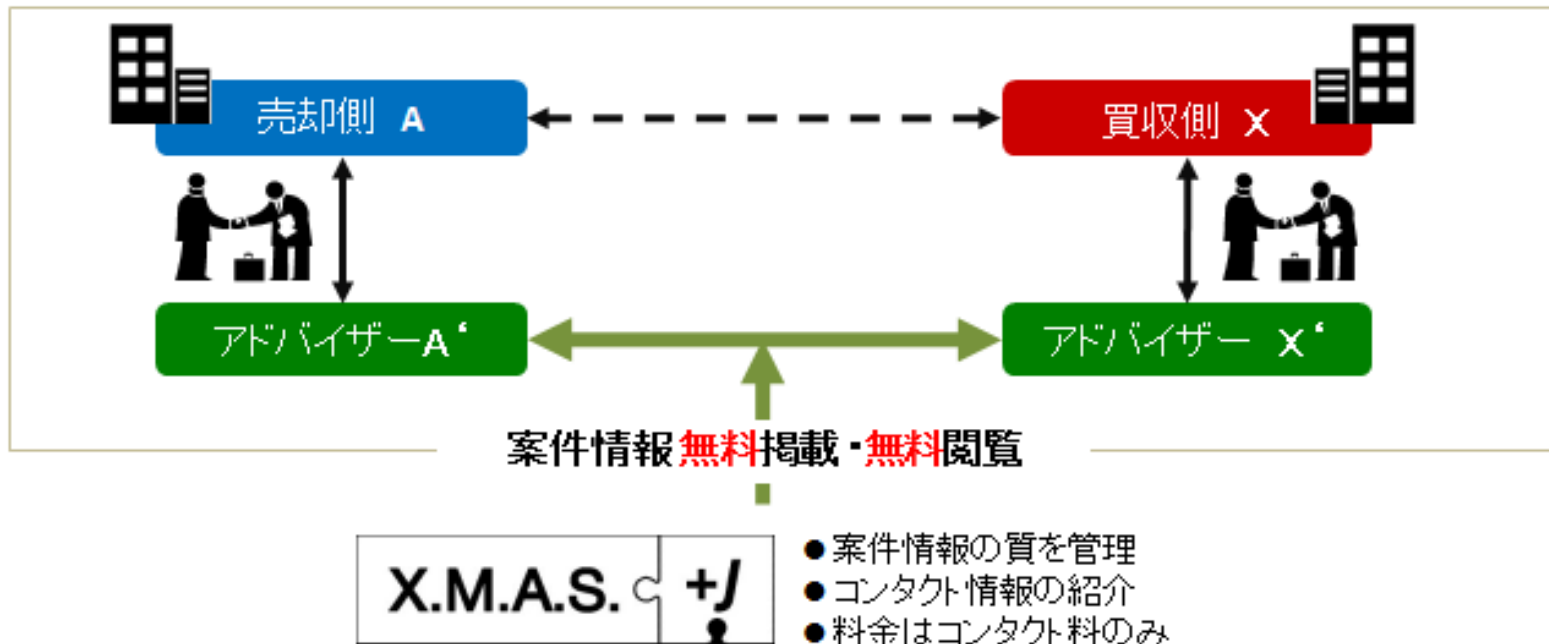 売却側 A
買収側 X
アドバイザーA‘
アドバイザー X‘
案件情報無料掲載・無料閲覧
X.M.A.S. +J
●案件情報の質を管理
●コンタクト情報の紹介
●料金はコンタクト料のみ